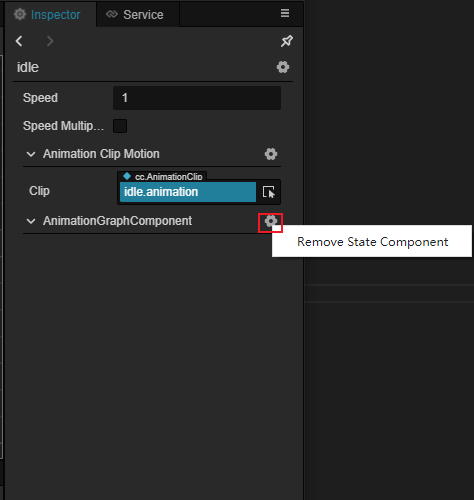 Inspector
Service
idle
Speed
1
Speed Multip...
Animation Clip Motion
cc.AnimationClip
Clip
idle.animation
AnimationGraphComponent
Remove State Component